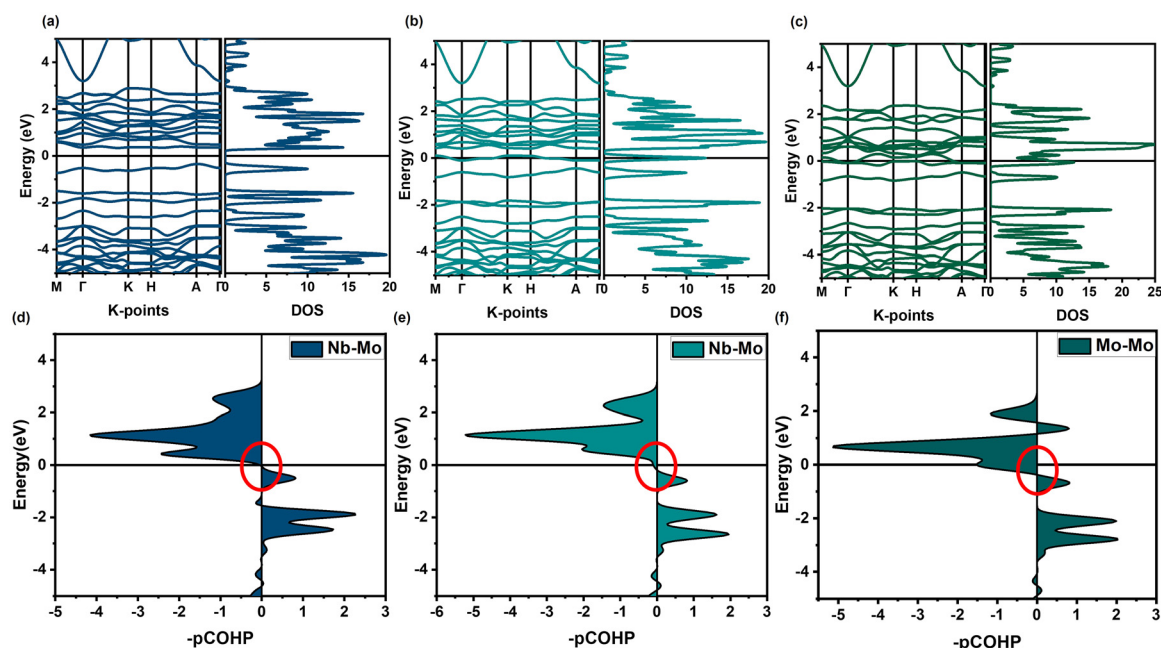 (a)
Energy (eV)
4
2
0
-2
-4
M Γ K H A Γ
0 5 10 15 20
K-points
DOS
(b)
Energy (eV)
4
2
0
-2
-4
M Γ K H A Γ
0 5 10 15 20
K-points
DOS
(c)
Energy (eV)
4
2
0
-2
-4
M Γ K H A Γ
0 5 10 15 20 25
K-points
DOS
(d)
Nb-Mo
Energy(eV)
4
2
0
-2
-4
-5 -4 -3 -2 -1 0 1 2 3
-pCOHP
(e)
Nb-Mo
Energy (eV)
4
2
0
-2
-4
-6 -5 -4 -3 -2 -1 0 1 2 3
-pCOHP
(f)
Mo-Mo
Energy (eV)
4
2
0
-2
-4
-5 -4 -3 -2 -1 0 1 2 3
-pCOHP